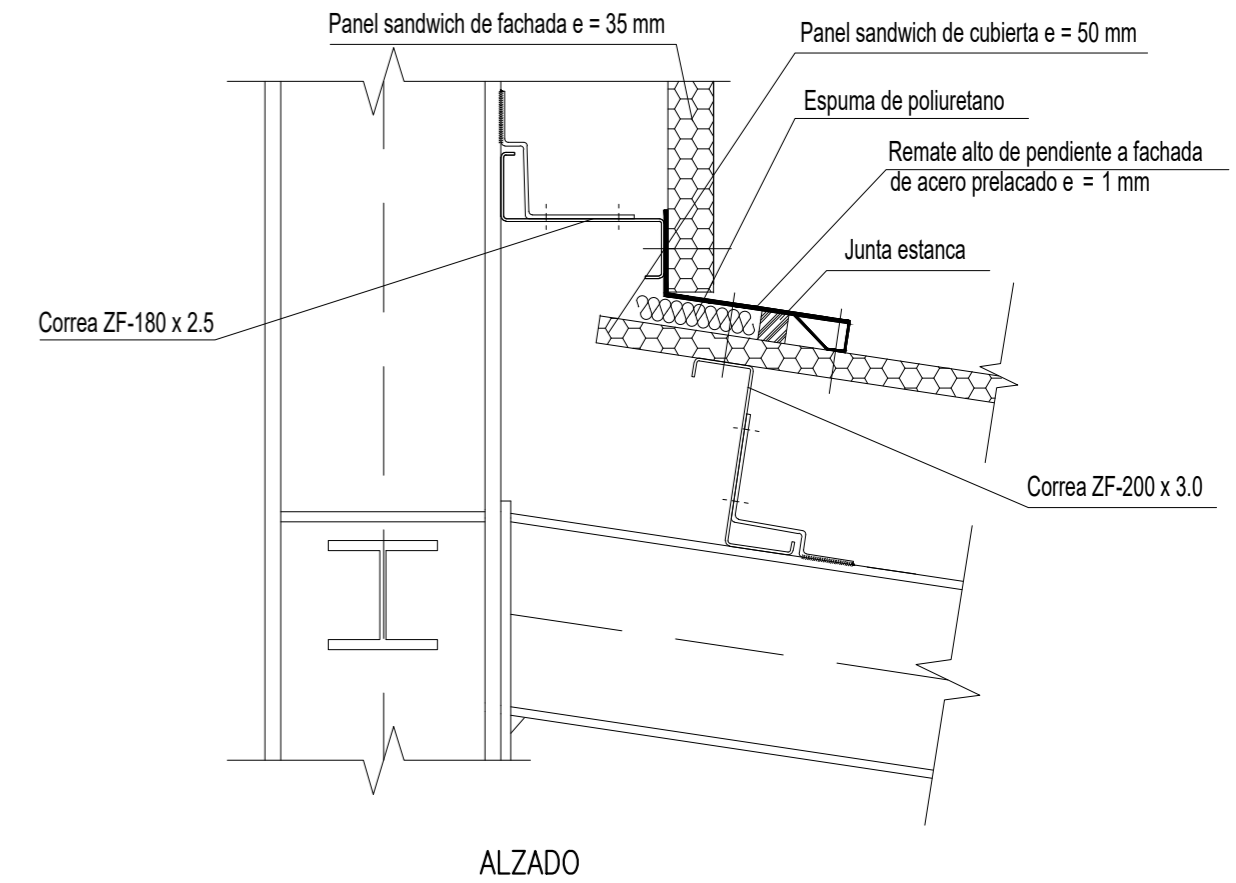 Panel sandwich de fachada e = 35 mm
Panel sandwich de cubierta e = 50 mm
Espuma de poliuretano
Remate alto de pendiente a fachada
de acero prelacado e = 1 mm
Junta estanca
Correa ZF-180 x 2.5
Correa ZF-200 x 3.0
ALZADO